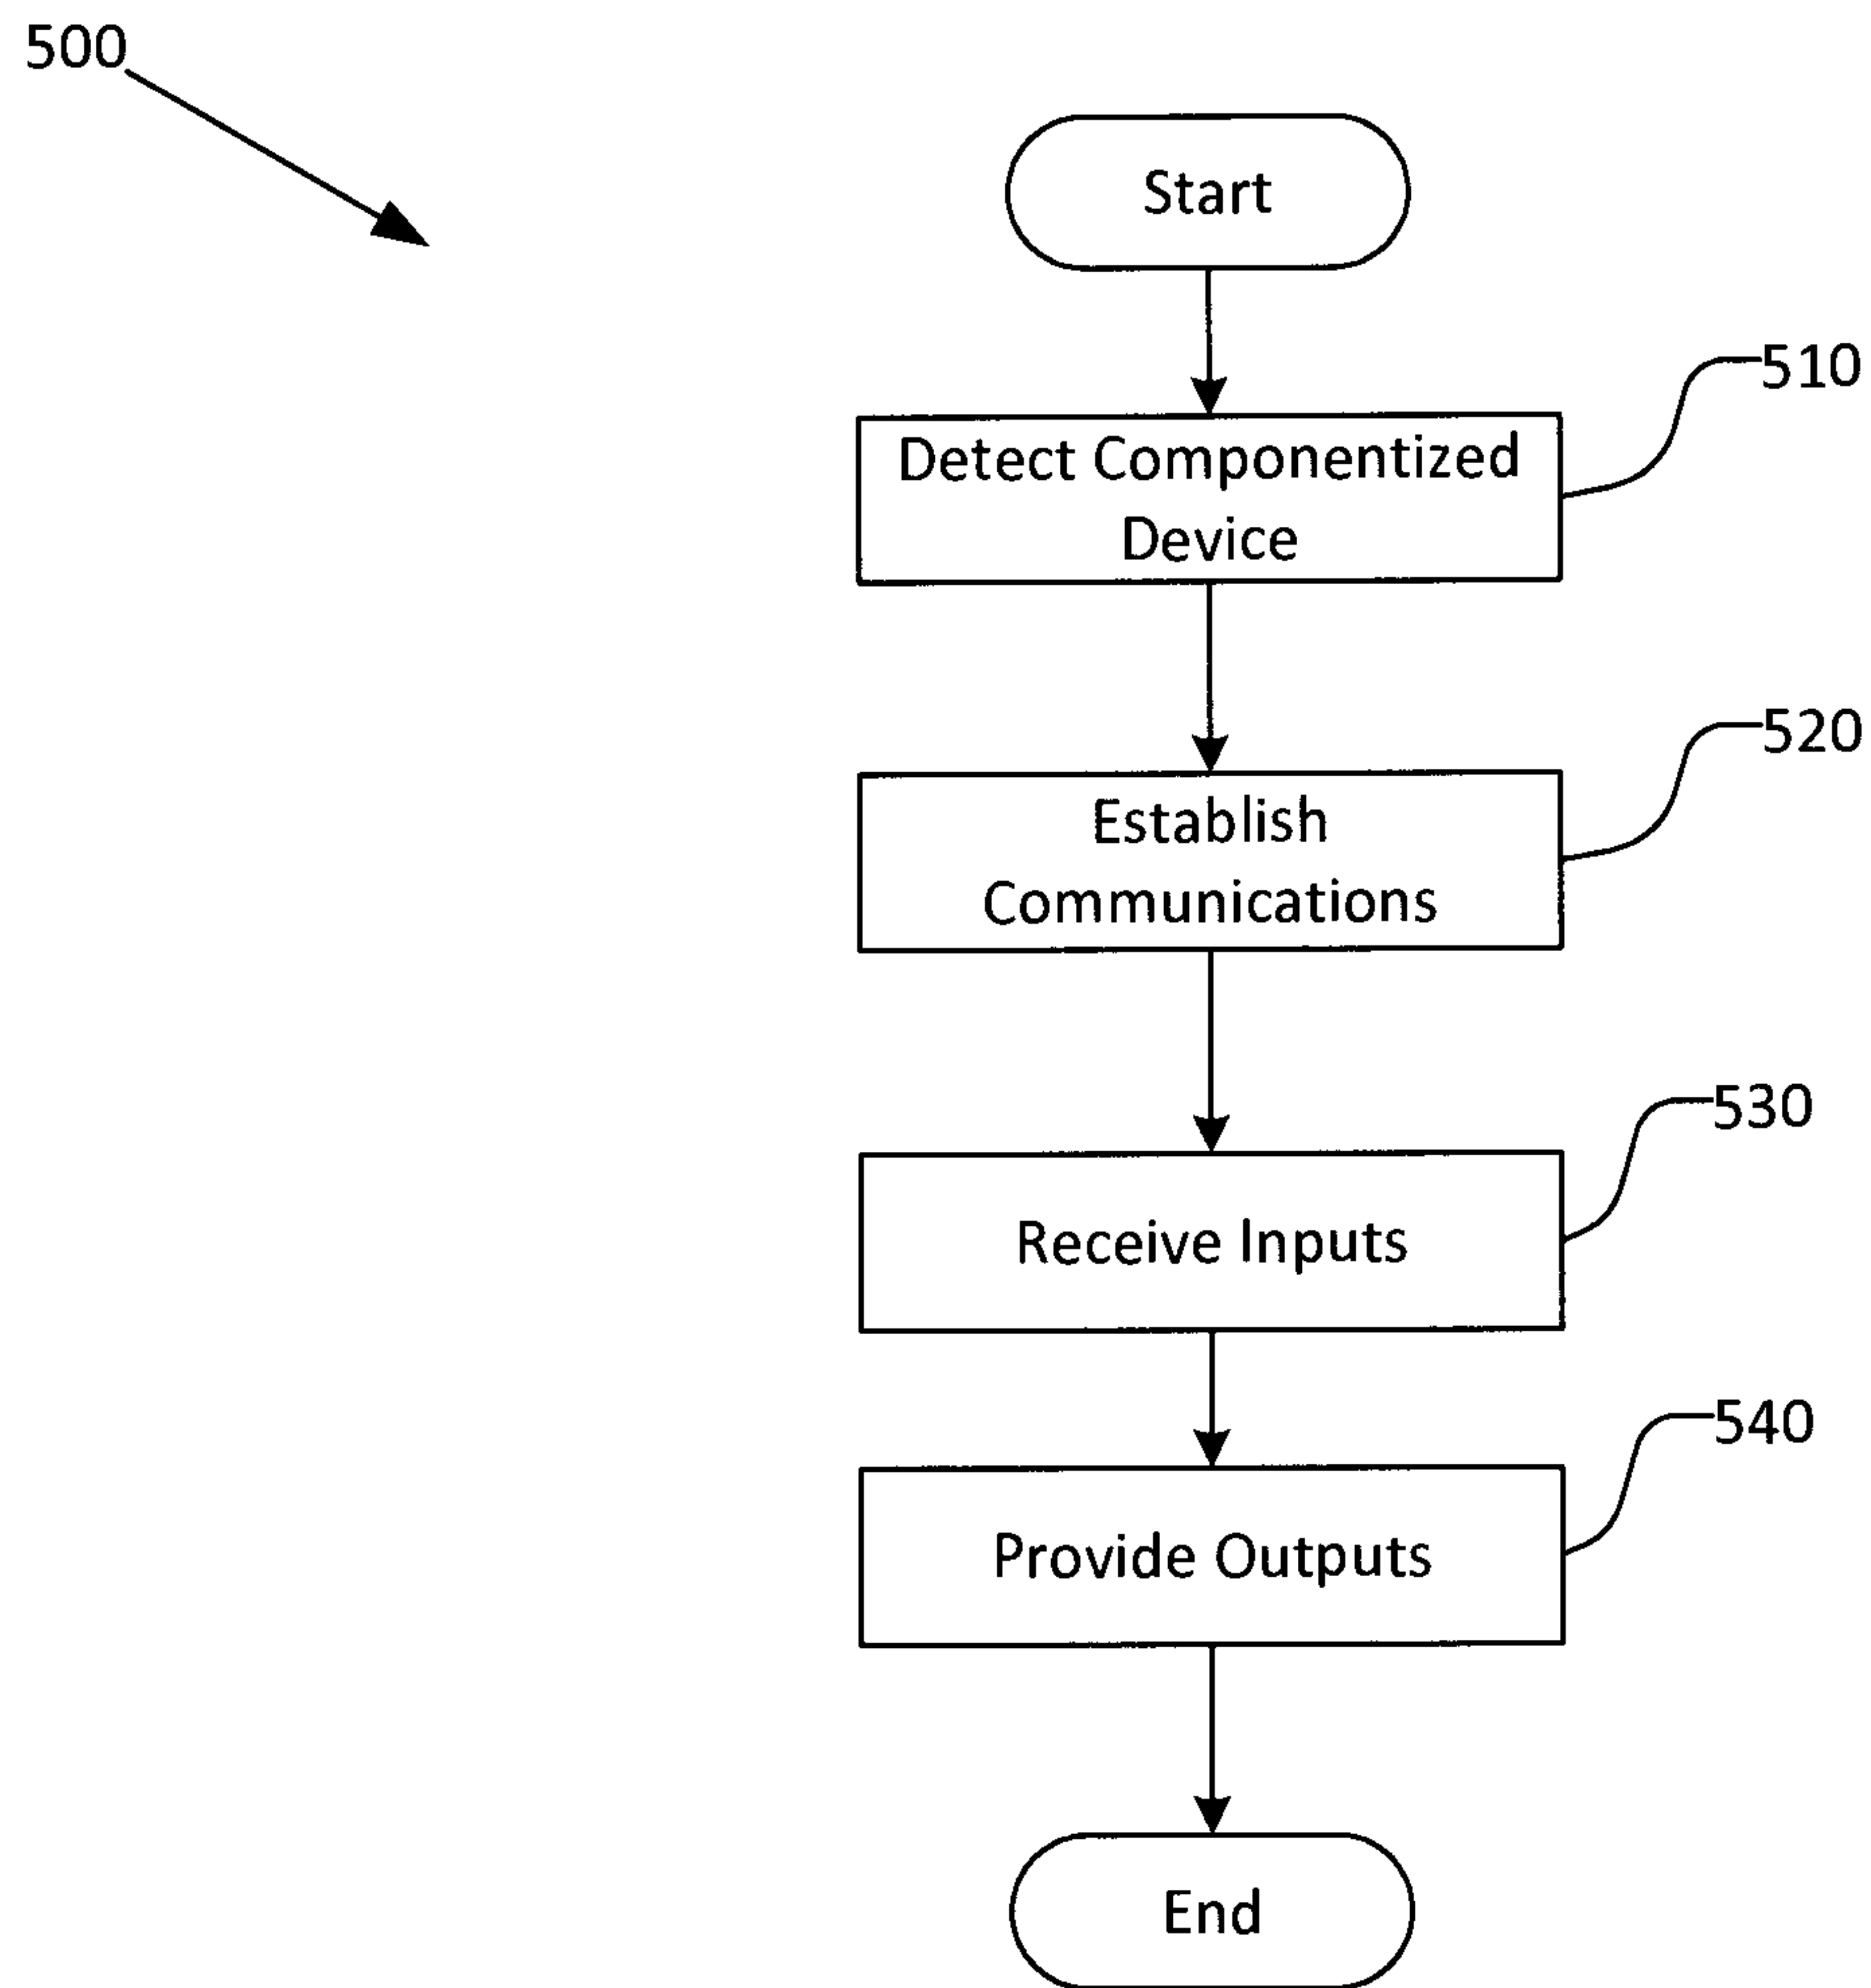 500
Start
510
Detect Componentized
Device
520
Establish
Communications
530
Receive Inputs
540
Provide Outputs
End